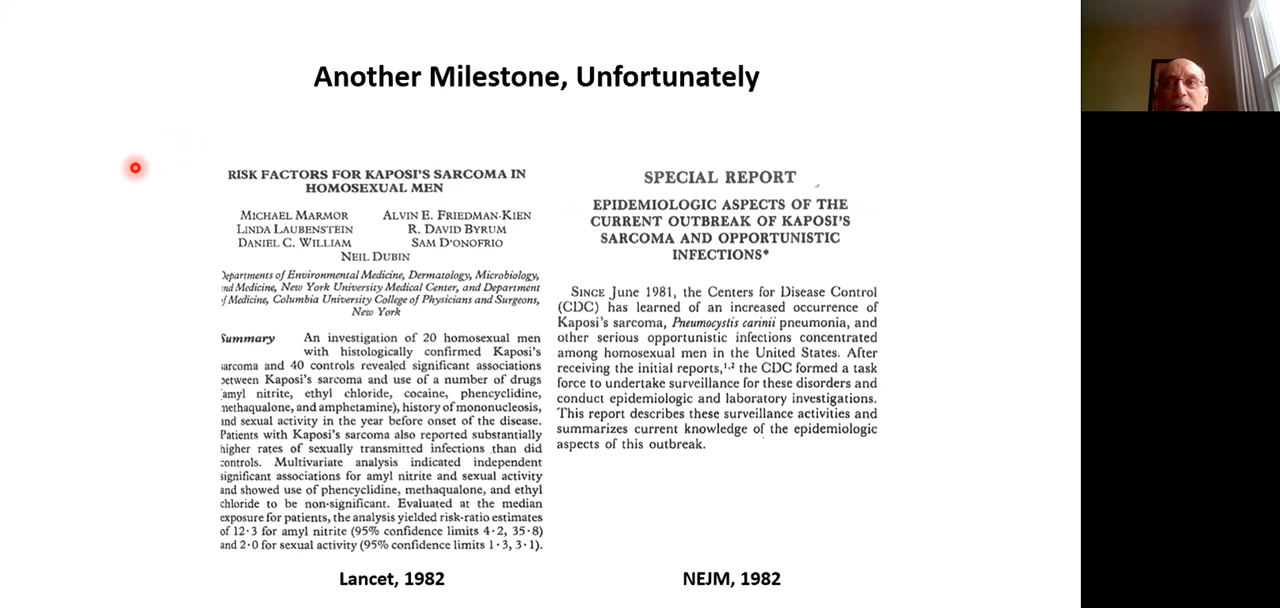 Another Milestone, Unfortunately
RISK FACTORS FOR KAPOSI'S SARCOMA IN
HOMOSEXUAL MEN
MICHAEL MARMOR ALVIN E. FRIEDMAN-KIEN
LINDA LAUBENSTEIN R. DAVID BYRUM
DANIEL C. WILLIAM SAM D'ONOFRIO
NEIL DUBIN
Departments of Environmental Medicine, Dermatology, Microbiology,
and Medicine, New York University Medical Center, and Department
of Medicine, Columbia University College of Physicians and Surgeons,
New York
Summary An investigation of 20 homosexual men
with histologically confirmed Kaposi's
sarcoma and 40 controls revealed significant associations
between Kaposi's sarcoma and use of a number of drugs
(amyl nitrite, ethyl chloride, cocaine, phencyclidine,
methaqualone, and amphetamine), history of mononucleosis,
and sexual activity in the year before onset of the disease.
Patients with Kaposi's sarcoma also reported substantially
higher rates of sexually transmitted infections than did
controls. Multivariate analysis indicated independent
significant associations for amyl nitrite and sexual activity
and showed use of phencyclidine, methaqualone, and ethyl
chloride to be non-significant. Evaluated at the median
exposure for patients, the analysis yielded risk-ratio estimates
of 12·3 for amyl nitrite (95% confidence limits 4·2, 35·8)
and 2·0 for sexual activity (95% confidence limits 1·3, 3·1).
Lancet, 1982
SPECIAL REPORT
EPIDEMIOLOGIC ASPECTS OF THE
CURRENT OUTBREAK OF KAPOSI'S
SARCOMA AND OPPORTUNISTIC
INFECTIONS*
SINCE June 1981, the Centers for Disease Control
(CDC) has learned of an increased occurrence of
Kaposi's sarcoma, Pneumocystis carinii pneumonia, and
other serious opportunistic infections concentrated
among homosexual men in the United States. After
receiving the initial reports,1,2 the CDC formed a task
force to undertake surveillance for these disorders and
conduct epidemiologic and laboratory investigations.
This report describes these surveillance activities and
summarizes current knowledge of the epidemiologic
aspects of this outbreak.
NEJM, 1982